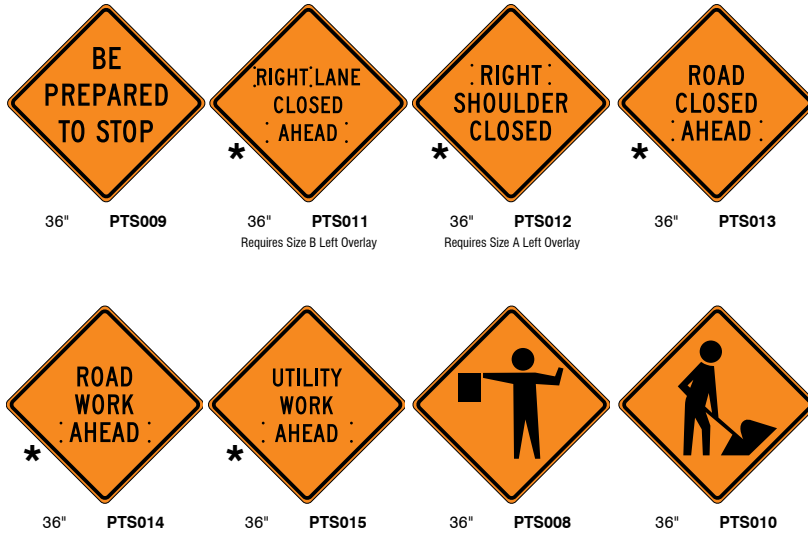 BE
PREPARED
TO STOP
RIGHT LANE
CLOSED
AHEAD
*
RIGHT
SHOULDER
CLOSED
*
ROAD
CLOSED
AHEAD
*
36" PTS009
36" PTS011
Requires Size B Left Overlay
36" PTS012
Requires Size A Left Overlay
36" PTS013
ROAD
WORK
AHEAD
*
UTILITY
WORK
AHEAD
*
36" PTS014
36" PTS015
36" PTS008
36" PTS010